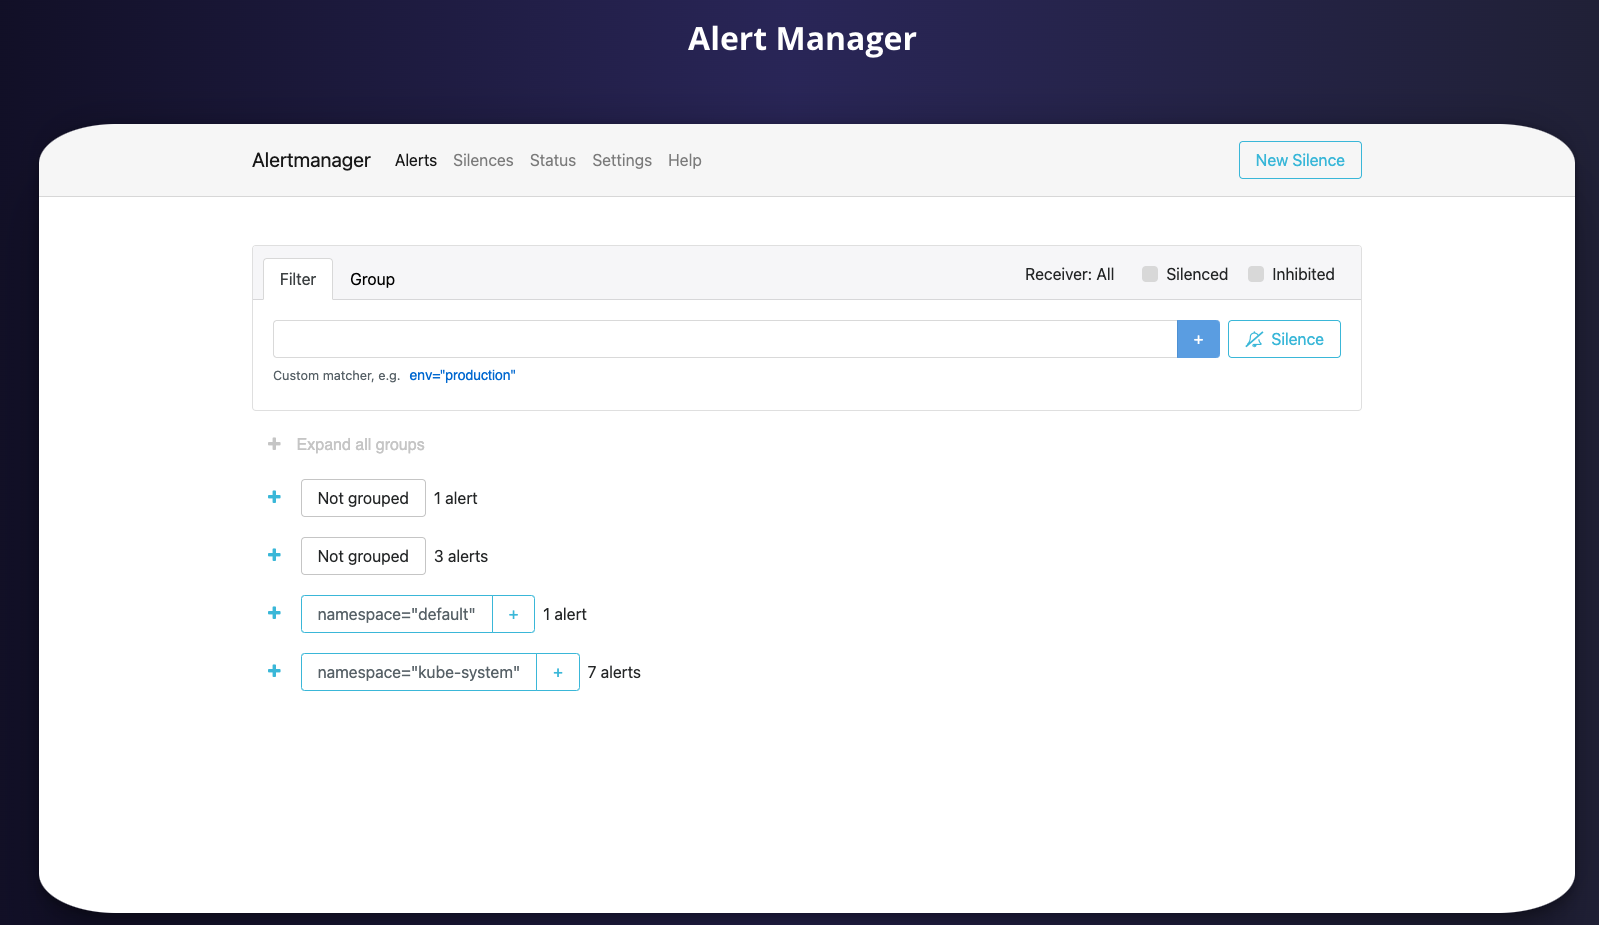 Alert Manager
Alertmanager Alerts Silences Status Settings Help New Silence
Filter Group Receiver: All Silenced Inhibited
+ Silence
Custom matcher, e.g. env="production"
+ Expand all groups
+ Not grouped 1 alert
+ Not grouped 3 alerts
+ namespace="default" + 1 alert
+ namespace="kube-system" + 7 alerts